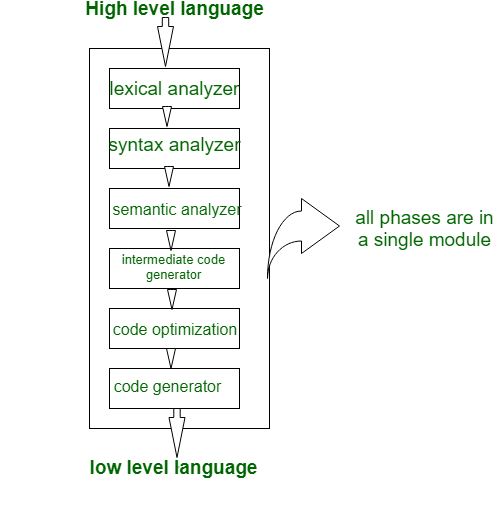 High level language
lexical analyzer
syntax analyzer
semantic analyzer
intermediate code
generator
code optimization
code generator
low level language
all phases are in
a single module